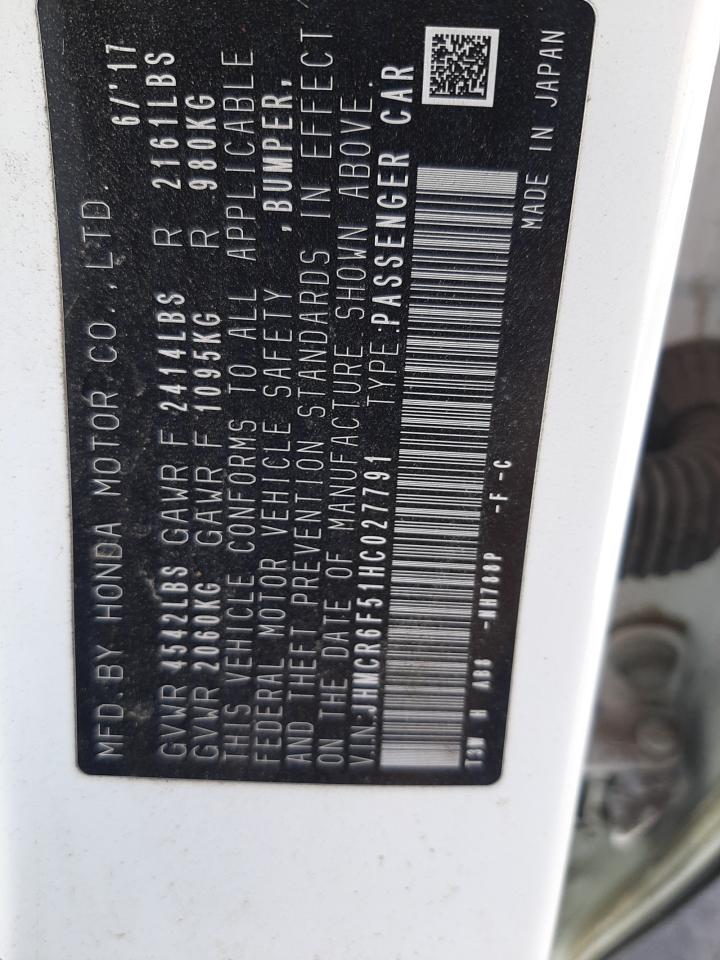 MFD. BY HONDA MOTOR CO., LTD. 6/'17
GVWR 4542LBS GAWR F 2414LBS R 2161LBS
GVWR 2060KG GAWR F 1095KG R 980KG
THIS VEHICLE CONFORMS TO ALL APPLICABLE
FEDERAL MOTOR VEHICLE SAFETY ,BUMPER,
AND THEFT PREVENTION STANDARDS IN EFFECT
ON THE DATE OF MANUFACTURE SHOWN ABOVE.
VIN:JHMCR6F51HC027791 TYPE:PASSENGER CAR
NH788P -F -C
MADE IN JAPAN